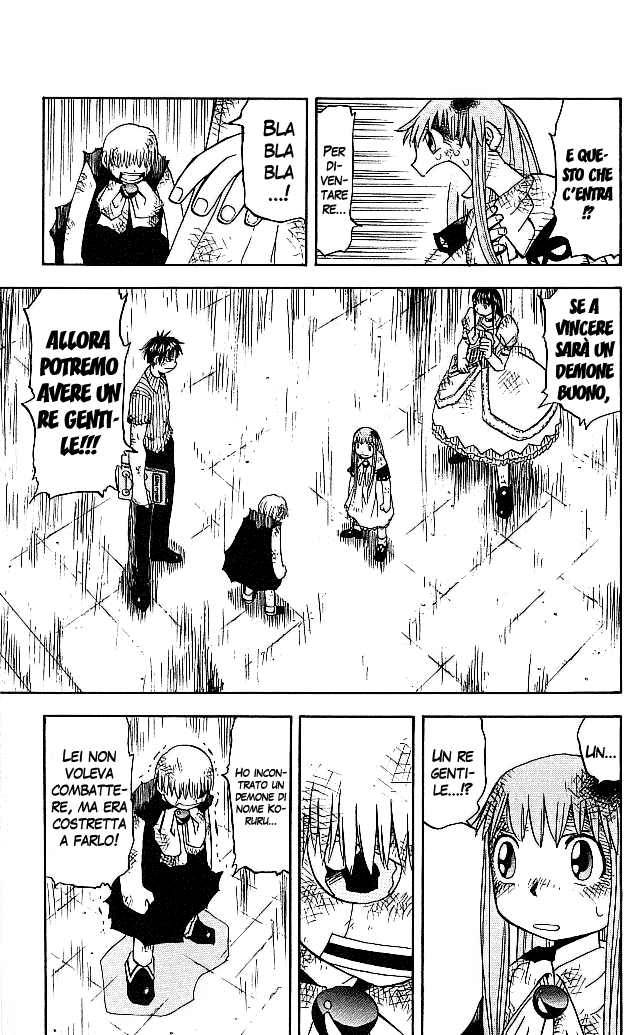 E QUE-
STO CHE
C'ENTRA
!?
PER
DI-
VEN-
TARE
RE...
BLA
BLA
BLA
...!
SE A
VINCERE
SARÀ UN
DEMONE
BUONO,
ALLORA
POTREMO
AVERE UN
RE GENTI-
LE!!!
UN...
UN RE
GENTI-
LE...!?
HO INCON-
TRATO UN
DEMONE DI
NOME KO-
RURU...
LEI NON
VOLEVA
COMBATTE-
RE, MA ERA
COSTRETTA
A FARLO!